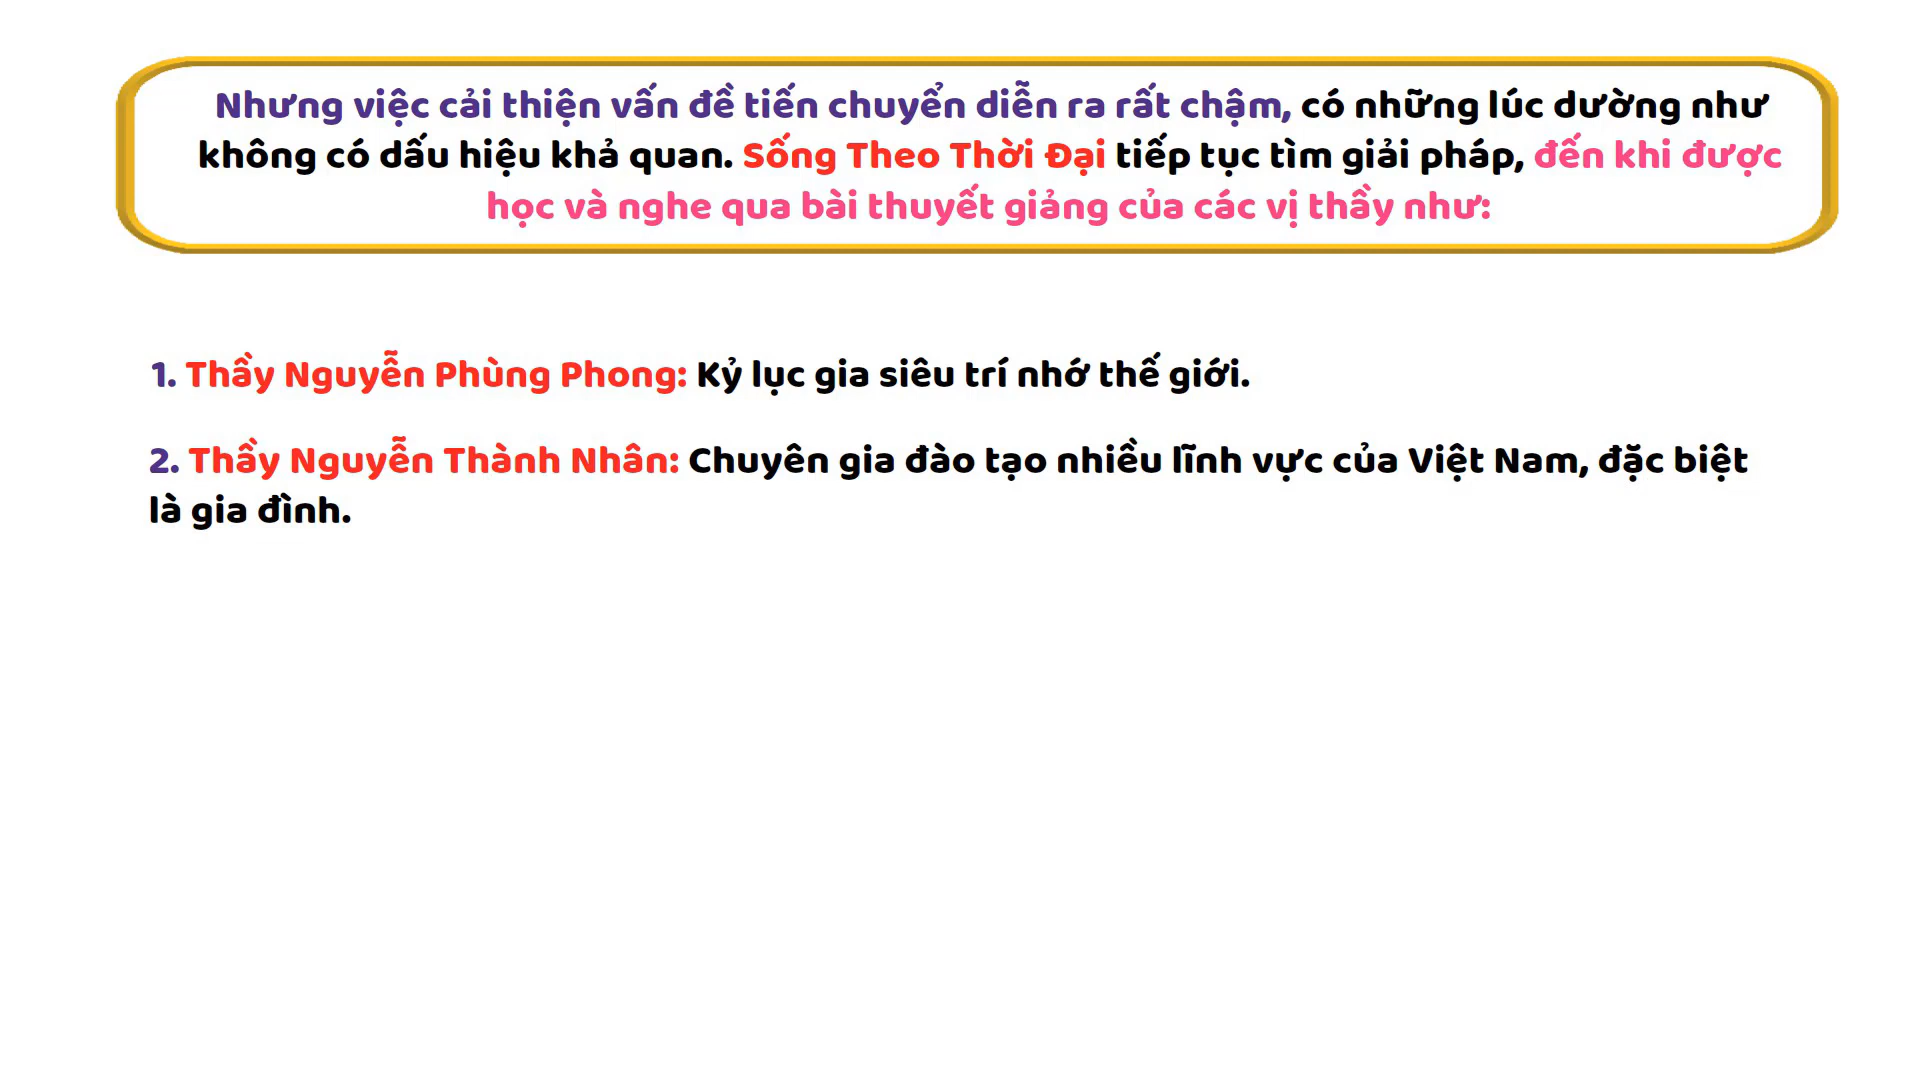 Nhưng việc cải thiện vấn đề tiến chuyển diễn ra rất chậm, có những lúc dường như
không có dấu hiệu khả quan. Sống Theo Thời Đại tiếp tục tìm giải pháp, đến khi được
học và nghe qua bài thuyết giảng của các vị thầy như:
1. Thầy Nguyễn Phùng Phong: Kỷ lục gia siêu trí nhớ thế giới.
2. Thầy Nguyễn Thành Nhân: Chuyên gia đào tạo nhiều lĩnh vực của Việt Nam, đặc biệt
là gia đình.